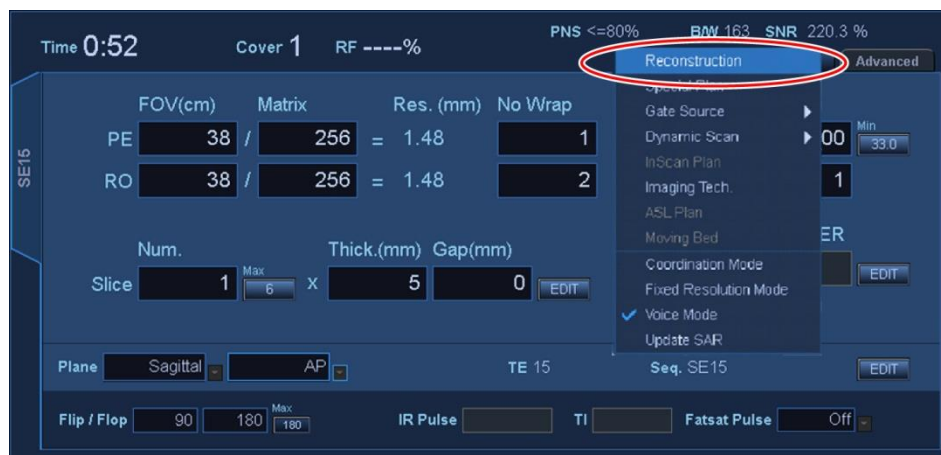 PNS <=80% B/W 163 SNR 220.3 %
Time 0:52 Cover 1 RF ----%
Reconstruction Advanced
Special Plan
FOV(cm) Matrix Res. (mm) No Wrap Gate Source
PE 38 / 256 = 1.48 1 Dynamic Scan 00 Min 33.0
InScan Plan
SE15
RO 38 / 256 = 1.48 2 Imaging Tech. 1
ASL Plan
Moving Bed ER
Num. Thick.(mm) Gap(mm)
Coordination Mode
Slice 1 Max 6 X 5 0 EDIT Fixed Resolution Mode EDIT
Voice Mode
Update SAR
Plane Sagittal AP TE 15 Seq. SE15 EDIT
Flip / Flop 90 180 Max 180 IR Pulse TI Fatsat Pulse Off